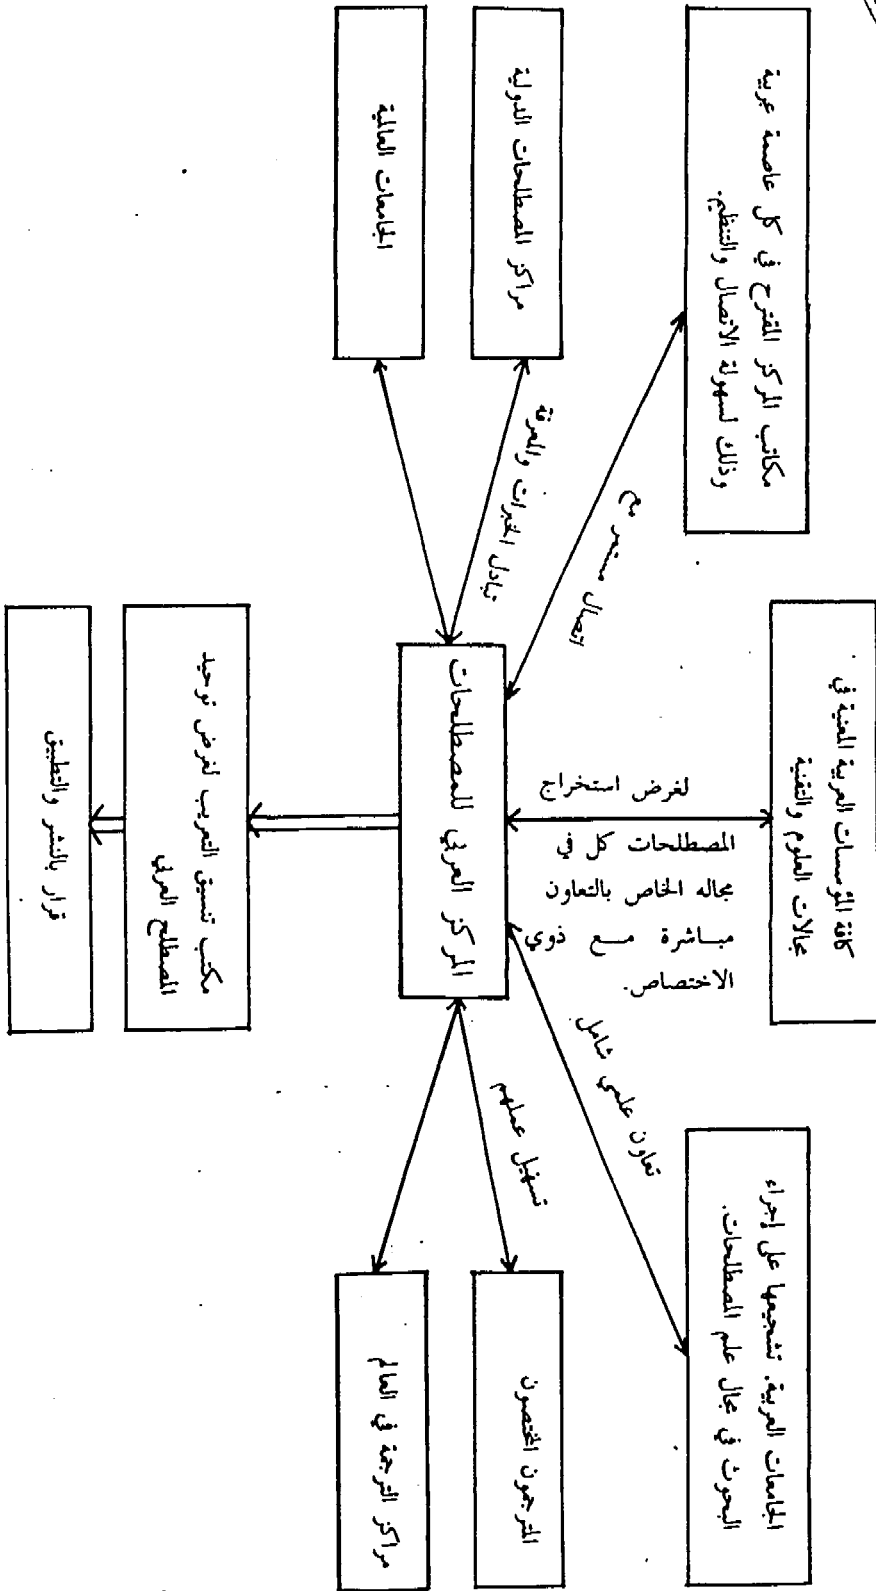 كافة المؤسسات العربية المعنية في
مجالات العلوم والتقنية
مكاتب المركز المقترح في كل عاصمة عربية
وذلك لسهولة الاتصال والتنظيم.
الجامعات العربية. تشجيعها على إجراء
البحوث في مجال علم المصطلحات.
اتصال مستمر مع
لغرض استخراج
المصطلحات كل في
مجاله الخاص بالتعاون
مباشرة مع ذوي
الاختصاص.
تعاون علمي شامل
مراكز المصطلحات الدولية
الجامعات العالمية
تبادل الخبرات والمعرفة
المركز العربي للمصطلحات
تسهيل عملهم
المترجمون المختصون
مراكز الترجمة في العالم
مكتب تنسيق التعريب لغرض توحيد
المصطلح العربي
قرار بالنشر والتطبيق